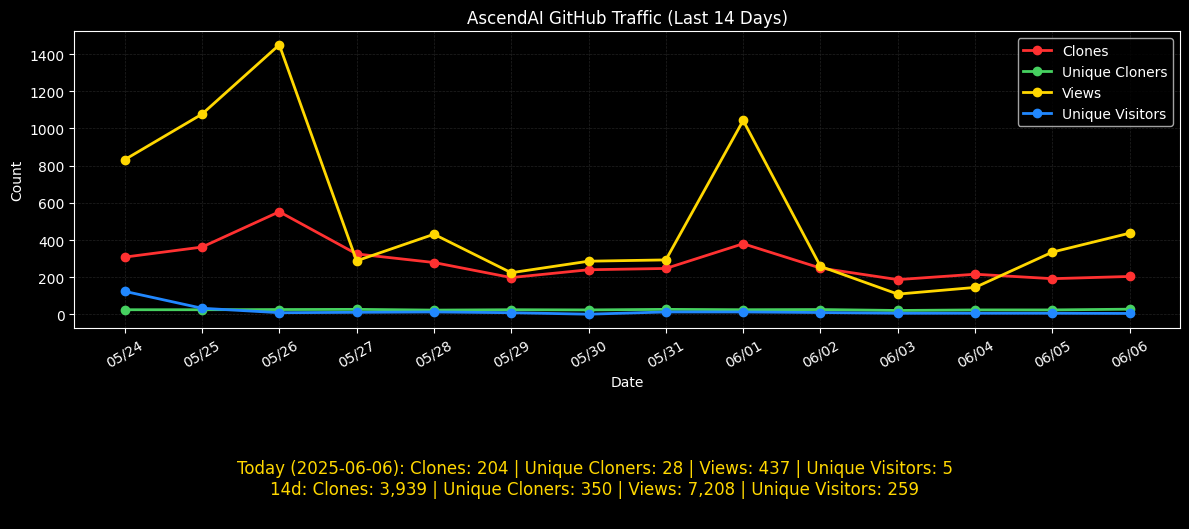 AscendAI GitHub Traffic (Last 14 Days)
Clones
Unique Cloners
Views
Unique Visitors
Count
1400
1200
1000
800
600
400
200
0
05/24
05/25
05/26
05/27
05/28
05/29
05/30
05/31
06/01
06/02
06/03
06/04
06/05
06/06
Date
Today (2025-06-06): Clones: 204 | Unique Cloners: 28 | Views: 437 | Unique Visitors: 5
14d: Clones: 3,939 | Unique Cloners: 350 | Views: 7,208 | Unique Visitors: 259